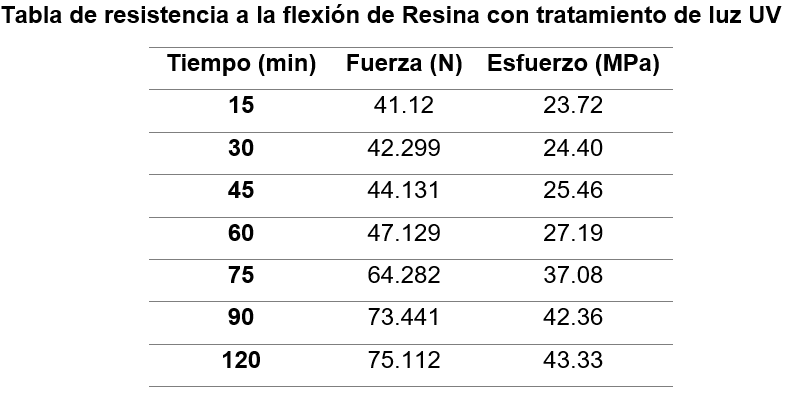 Tabla de resistencia a la flexión de Resina con tratamiento de luz UV
Tiempo (min) Fuerza (N) Esfuerzo (MPa)
15 41.12 23.72
30 42.299 24.40
45 44.131 25.46
60 47.129 27.19
75 64.282 37.08
90 73.441 42.36
120 75.112 43.33